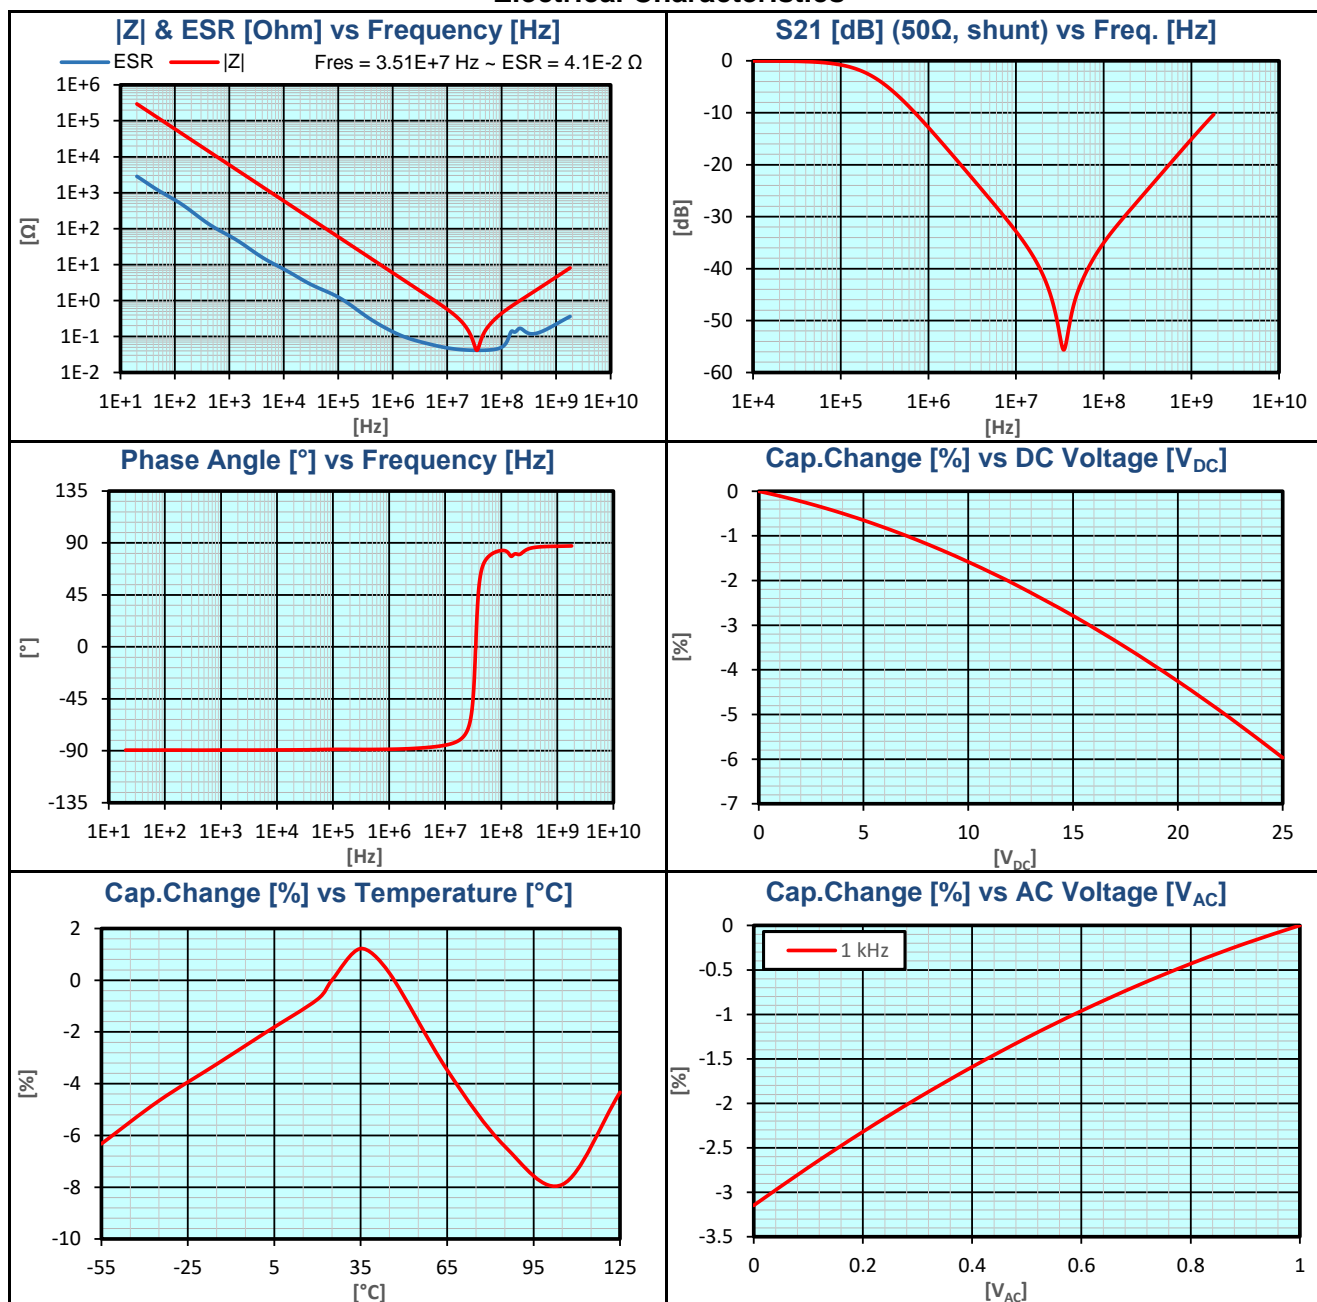 |Z| & ESR [Ohm] vs Frequency [Hz]
ESR |Z| Fres = 3.51E+7 Hz ~ ESR = 4.1E-2 Ω
1E+6
1E+5
1E+4
1E+3
1E+2
1E+1
1E+0
1E-1
1E-2
[Ω]
1E+1 1E+2 1E+3 1E+4 1E+5 1E+6 1E+7 1E+8 1E+9 1E+10
[Hz]
S21 [dB] (50Ω, shunt) vs Freq. [Hz]
0
-10
-20
-30
-40
-50
-60
[dB]
1E+4 1E+5 1E+6 1E+7 1E+8 1E+9 1E+10
[Hz]
Phase Angle [°] vs Frequency [Hz]
135
90
45
0
-45
-90
-135
[°]
1E+1 1E+2 1E+3 1E+4 1E+5 1E+6 1E+7 1E+8 1E+9 1E+10
[Hz]
Cap.Change [%] vs DC Voltage [VDC]
0
-1
-2
-3
-4
-5
-6
-7
[%]
0 5 10 15 20 25
[VDC]
Cap.Change [%] vs Temperature [°C]
2
0
-2
-4
-6
-8
-10
[%]
-55 -25 5 35 65 95 125
[°C]
Cap.Change [%] vs AC Voltage [VAC]
1 kHz
0
-0.5
-1
-1.5
-2
-2.5
-3
-3.5
[%]
0 0.2 0.4 0.6 0.8 1
[VAC]